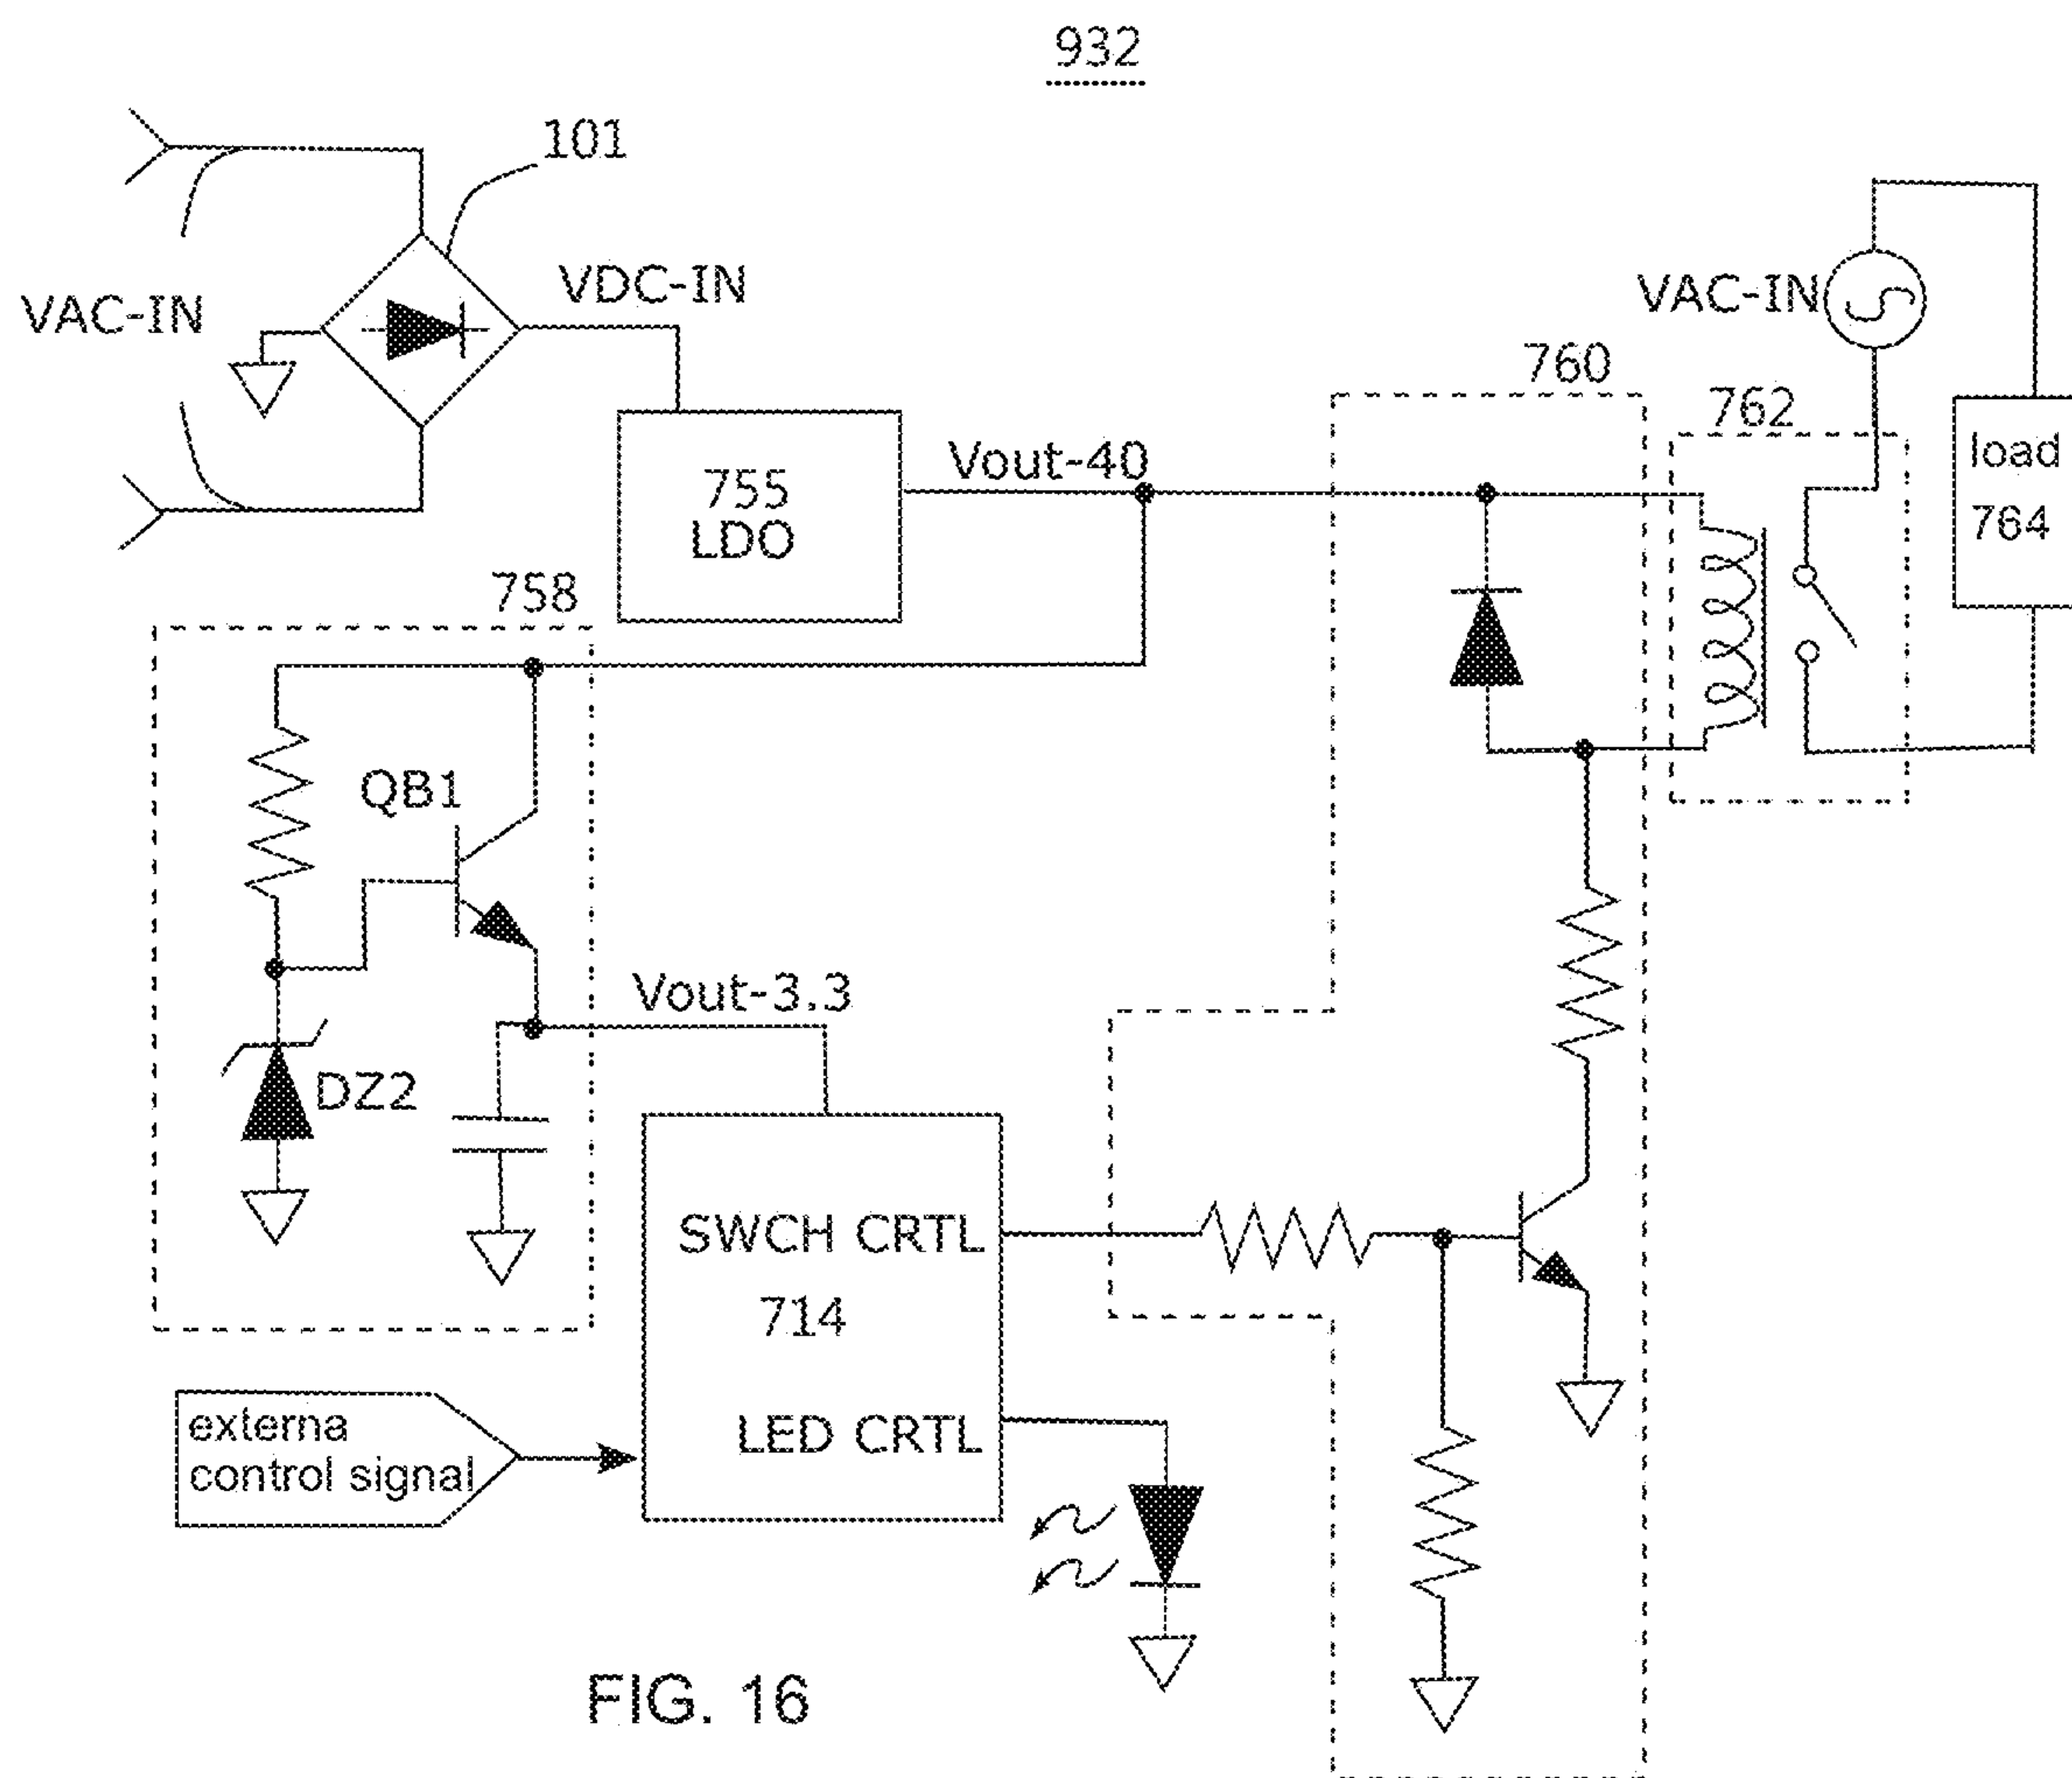 932
101
VAC-IN
VDC-IN
VAC-IN
760
762
load
764
Vout-40
755
LDO
758
QB1
Vout-3.3
DZ2
SWCH CRTL
714
LED CRTL
externa
control signal
FIG. 16